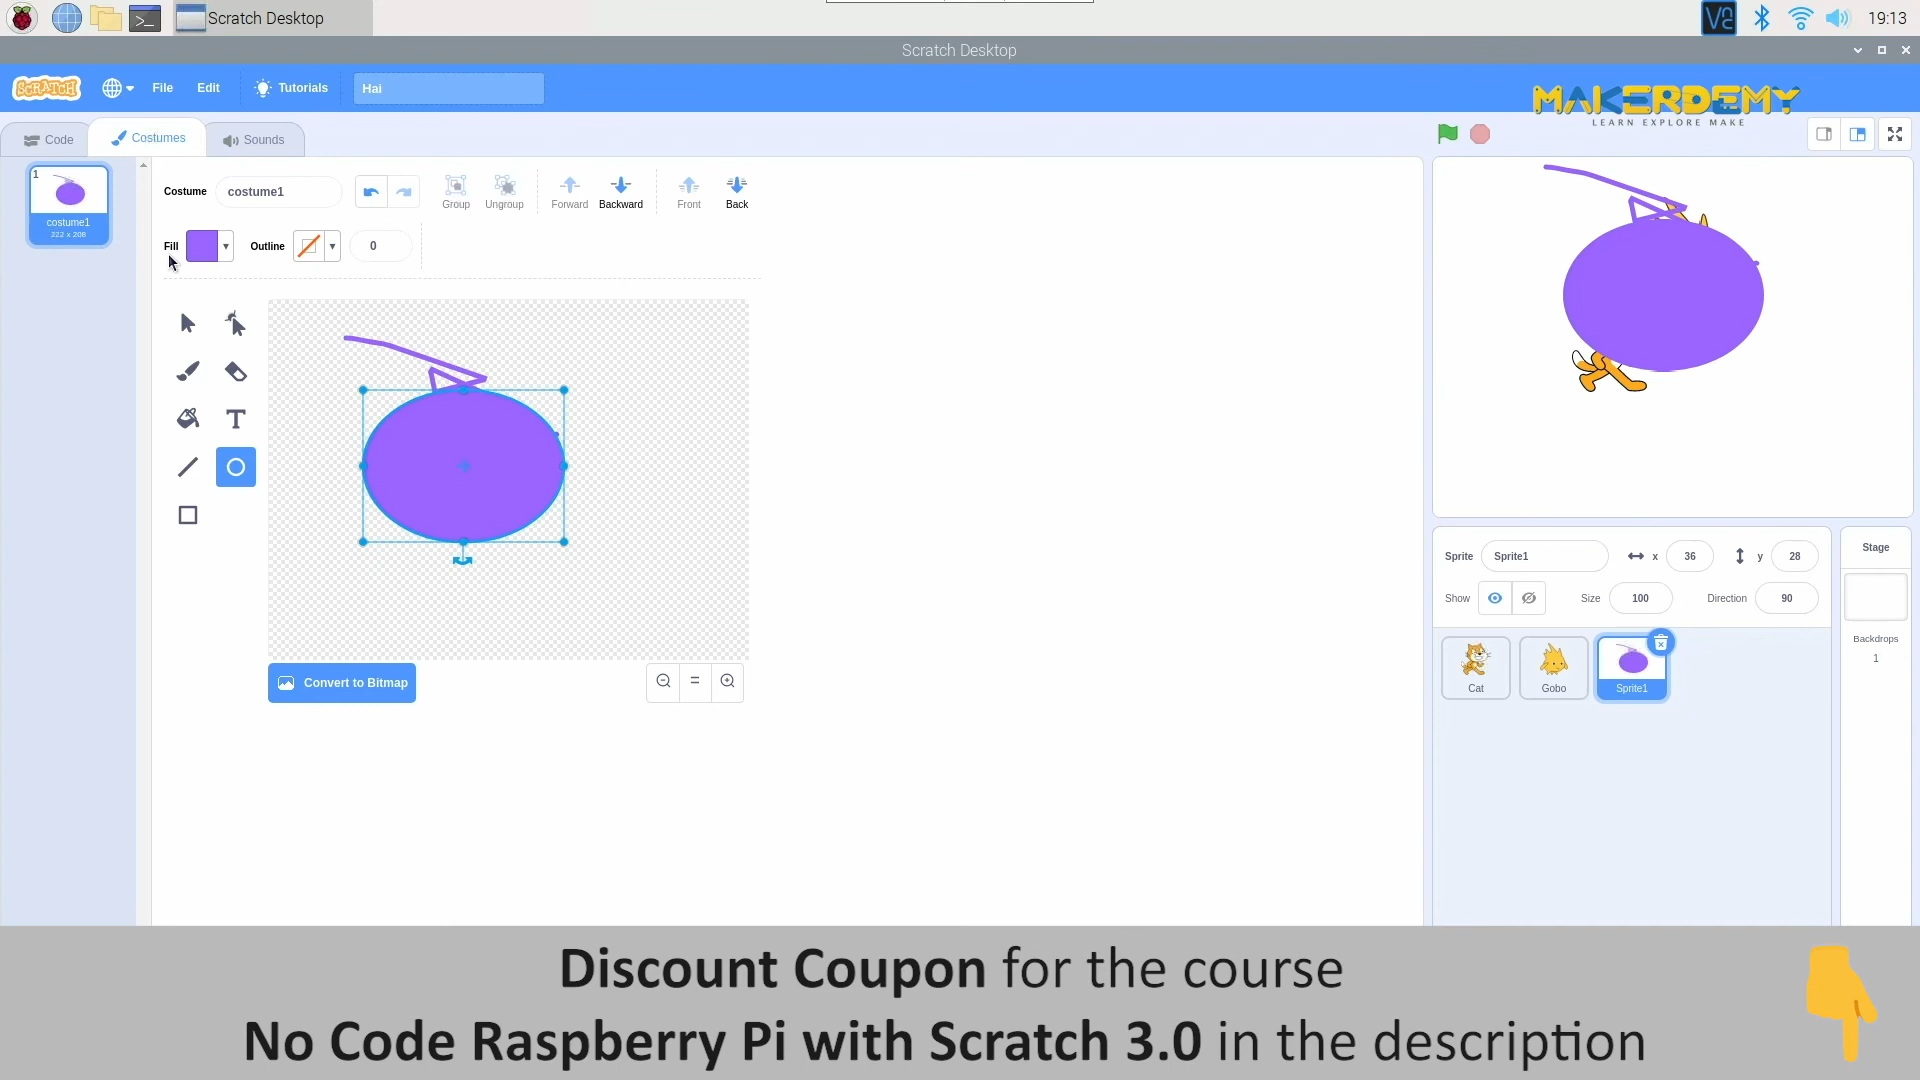 Scratch Desktop
19:13
Scratch Desktop
SCRATCH
File
Edit
Tutorials
Hai
MAKERDEMY
LEARN EXPLORE MAKE
Code
Costumes
Sounds
1
costume1
222 x 208
Costume
costume1
Group
Ungroup
Forward
Backward
Front
Back
Fill
Outline
0
Convert to Bitmap
Sprite
Sprite1
x
36
y
28
Show
Size
100
Direction
90
Cat
Gobo
Sprite1
Stage
Backdrops
1
Discount Coupon for the course
No Code Raspberry Pi with Scratch 3.0 in the description